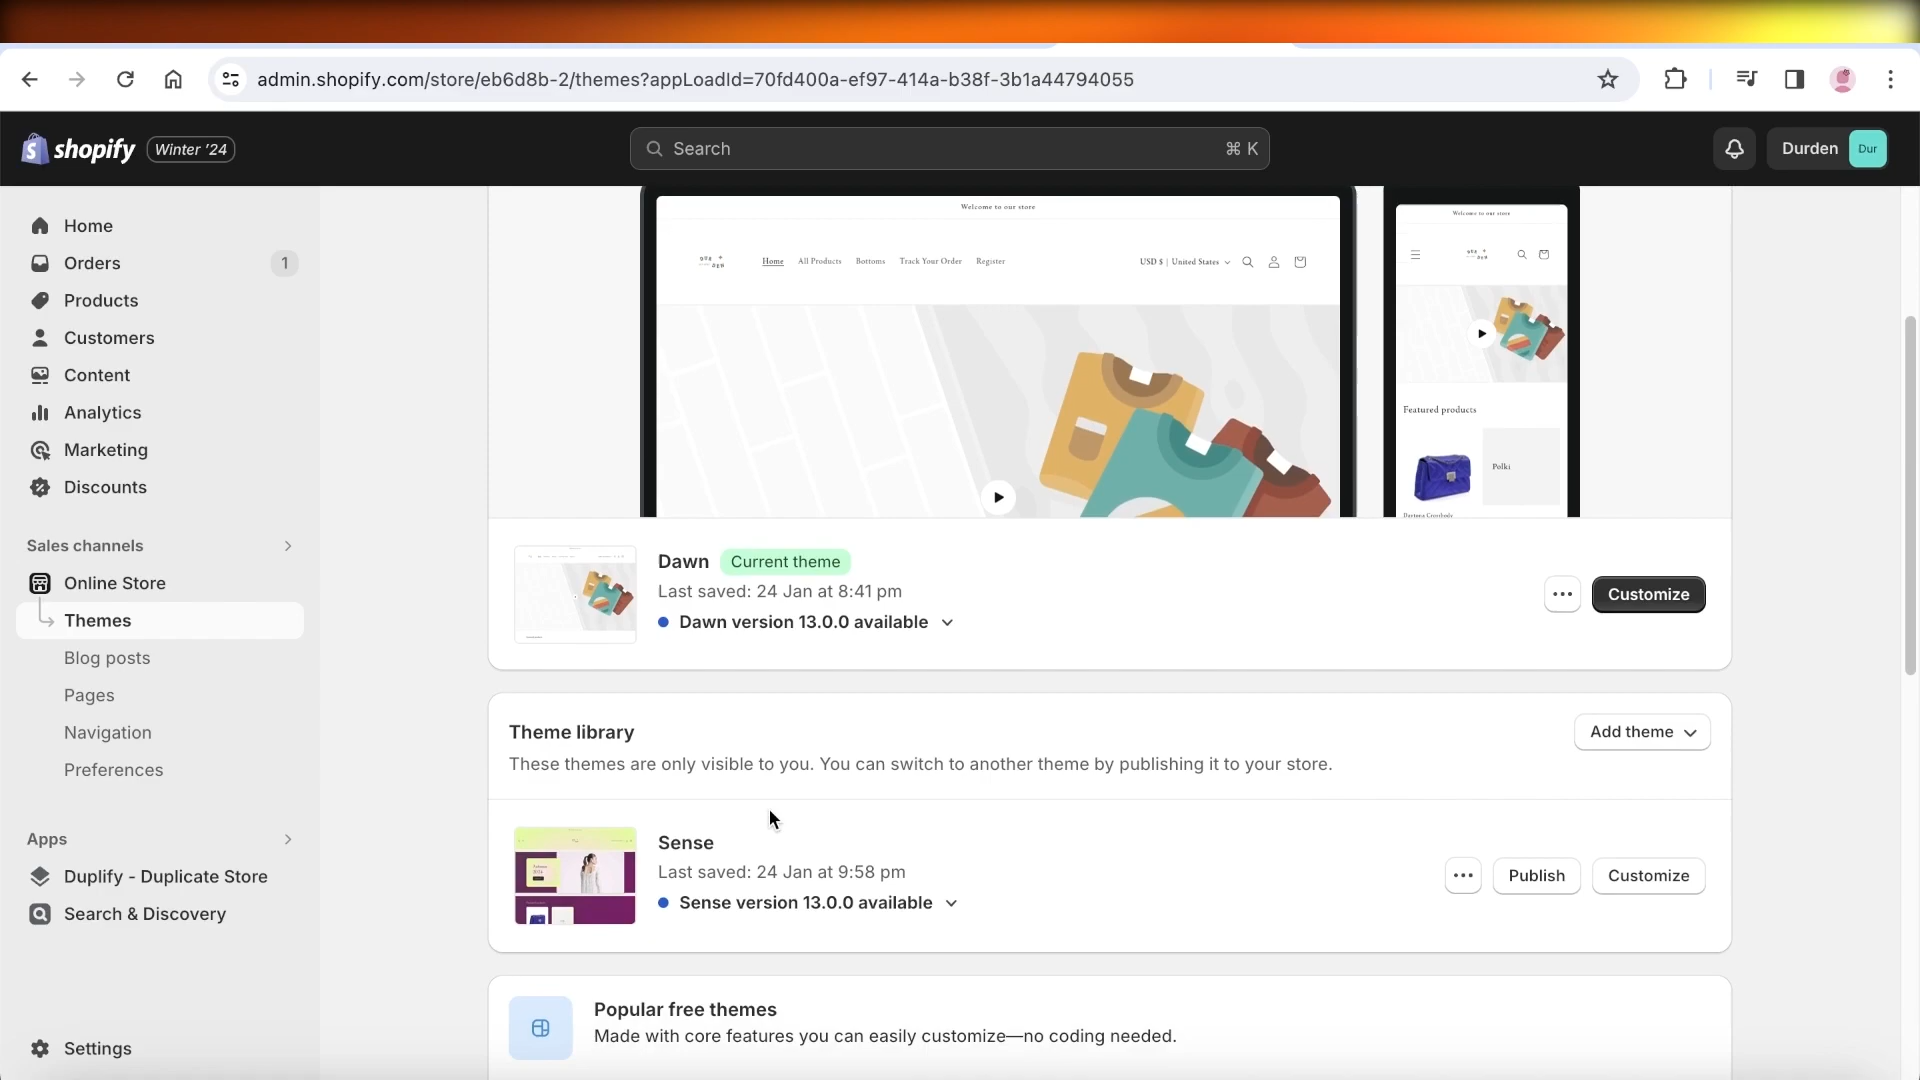 admin.shopify.com/store/eb6d8b-2/themes?appLoadId=70fd400a-ef97-414a-b38f-3b1a44794055
shopify
Winter '24
Search
⌘ K
Durden
Dur
Home
Orders
1
Products
Customers
Content
Analytics
Marketing
Discounts
Sales channels
Online Store
Themes
Blog posts
Pages
Navigation
Preferences
Apps
Duplify - Duplicate Store
Search & Discovery
Settings
Welcome to our store
Home All Products Bottoms Track Your Order Register
USD $ | United States
Welcome to our store
Featured products
Polki
Dawn
Current theme
Last saved: 24 Jan at 8:41 pm
Dawn version 13.0.0 available
Customize
Theme library
These themes are only visible to you. You can switch to another theme by publishing it to your store.
Add theme
Sense
Last saved: 24 Jan at 9:58 pm
Sense version 13.0.0 available
Publish
Customize
Popular free themes
Made with core features you can easily customize—no coding needed.